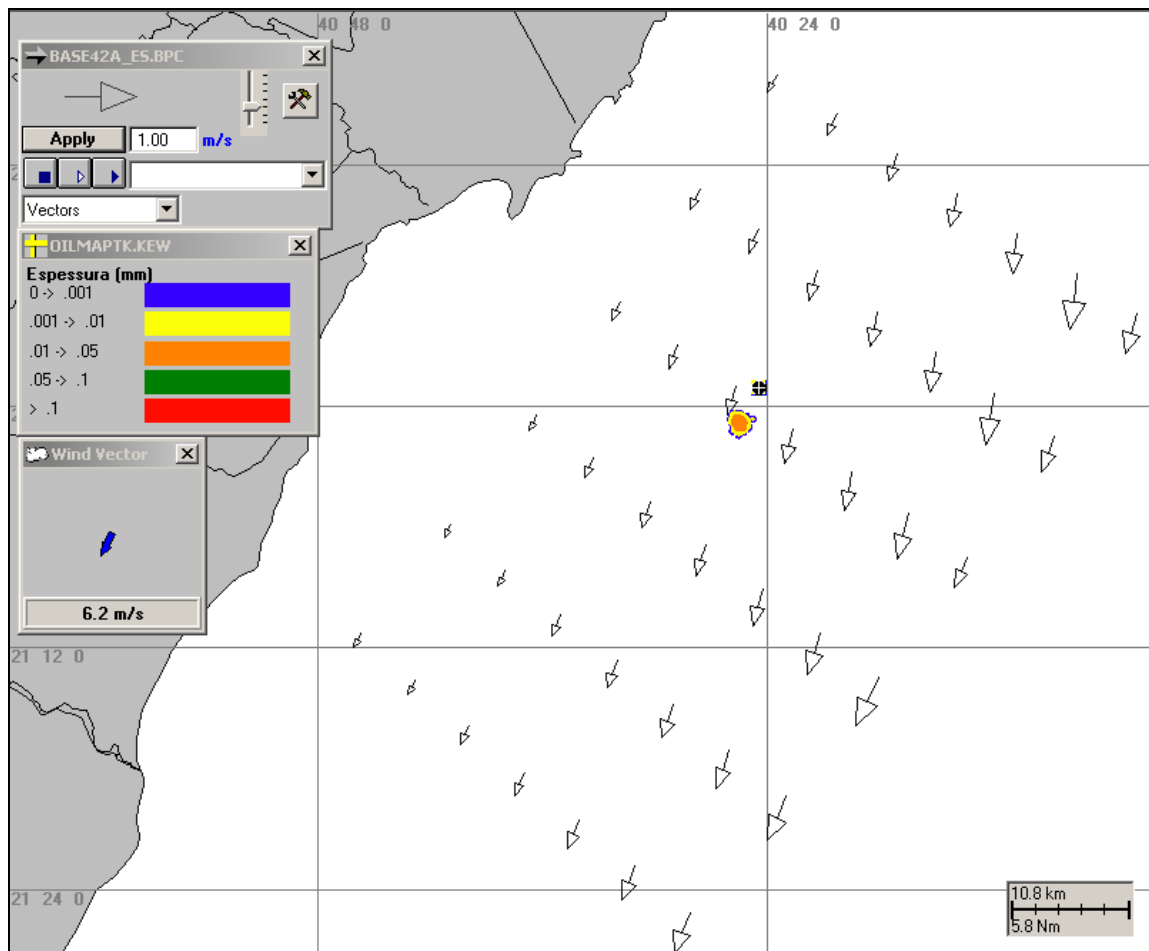 40 48 0
40 24 0
BASE42A_ES.BPC
Apply
1.00
m/s
Vectors
OILMAPTK.KEW
Espessura (mm)
0 -> .001
.001 -> .01
.01 -> .05
.05 -> .1
> .1
Wind Vector
6.2 m/s
21 12 0
21 24 0
10.8 km
5.8 Nm